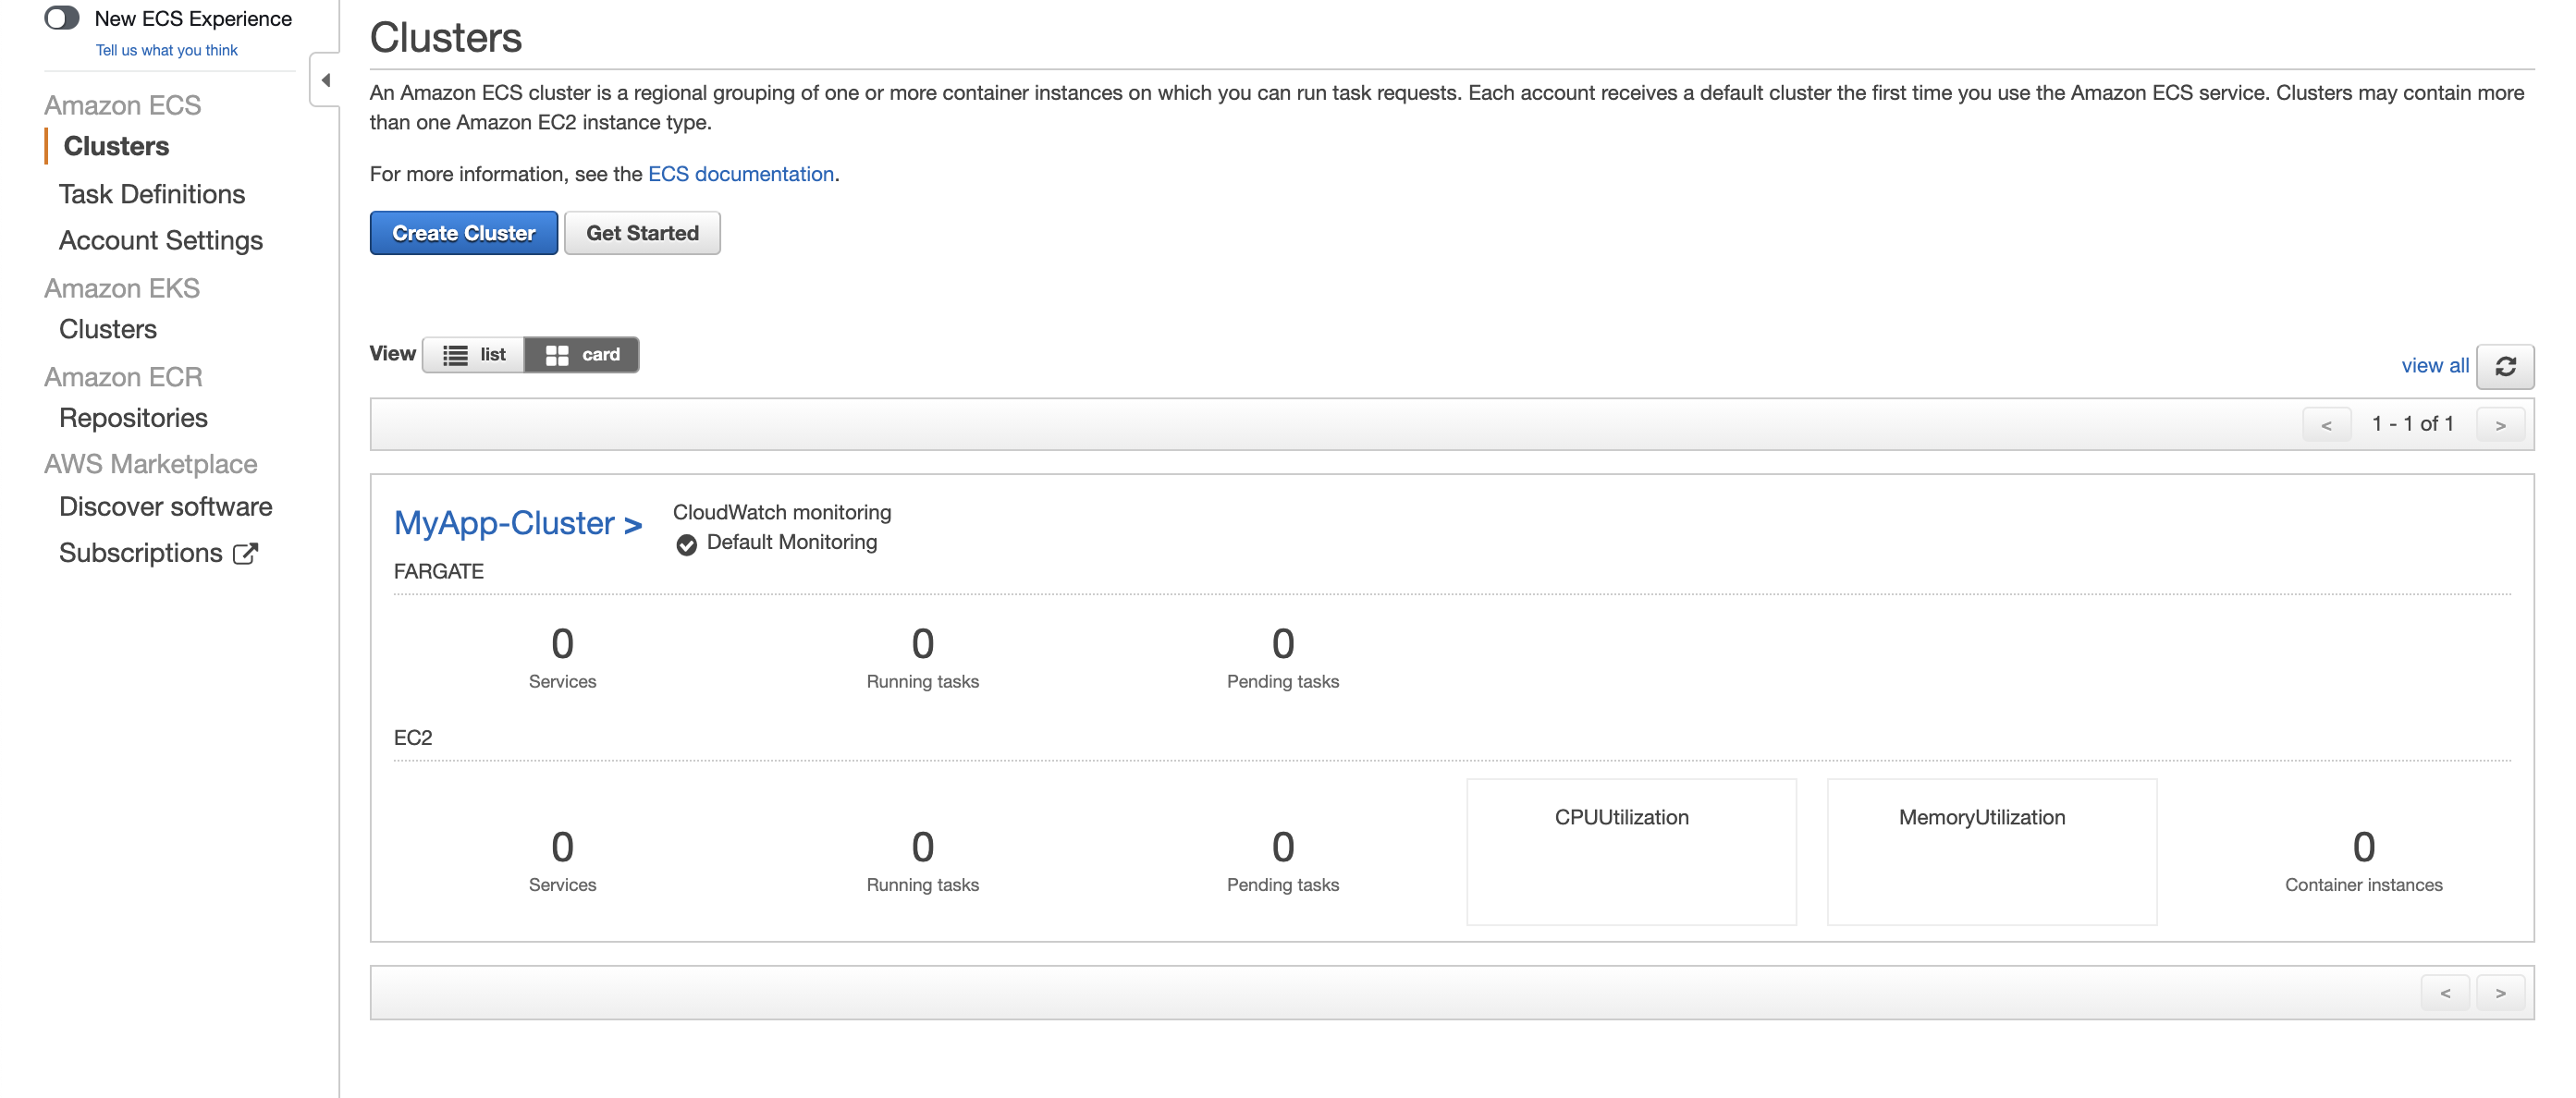 New ECS Experience
Tell us what you think
Amazon ECS
Clusters
Task Definitions
Account Settings
Amazon EKS
Clusters
Amazon ECR
Repositories
AWS Marketplace
Discover software
Subscriptions
Clusters
An Amazon ECS cluster is a regional grouping of one or more container instances on which you can run task requests. Each account receives a default cluster the first time you use the Amazon ECS service. Clusters may contain more
than one Amazon EC2 instance type.
For more information, see the ECS documentation.
Create Cluster Get Started
View list card
view all
< 1 - 1 of 1 >
MyApp-Cluster > CloudWatch monitoring
Default Monitoring
FARGATE
0 0 0
Services Running tasks Pending tasks
EC2
CPUUtilization MemoryUtilization
0 0 0 0
Services Running tasks Pending tasks Container instances
< >